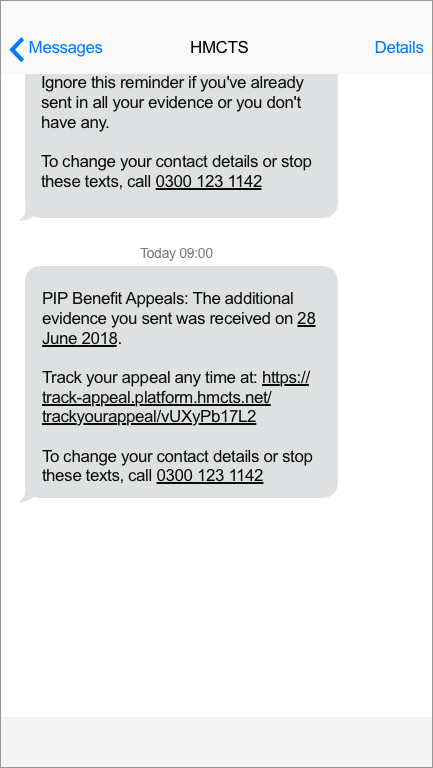 Messages
HMCTS
Details
Ignore this reminder if you've already
sent in all your evidence or you don't
have any.
To change your contact details or stop
these texts, call 0300 123 1142
Today 09:00
PIP Benefit Appeals: The additional
evidence you sent was received on 28
June 2018.
Track your appeal any time at: https://
track-appeal.platform.hmcts.net/
trackyourappeal/vUXyPb17L2
To change your contact details or stop
these texts, call 0300 123 1142